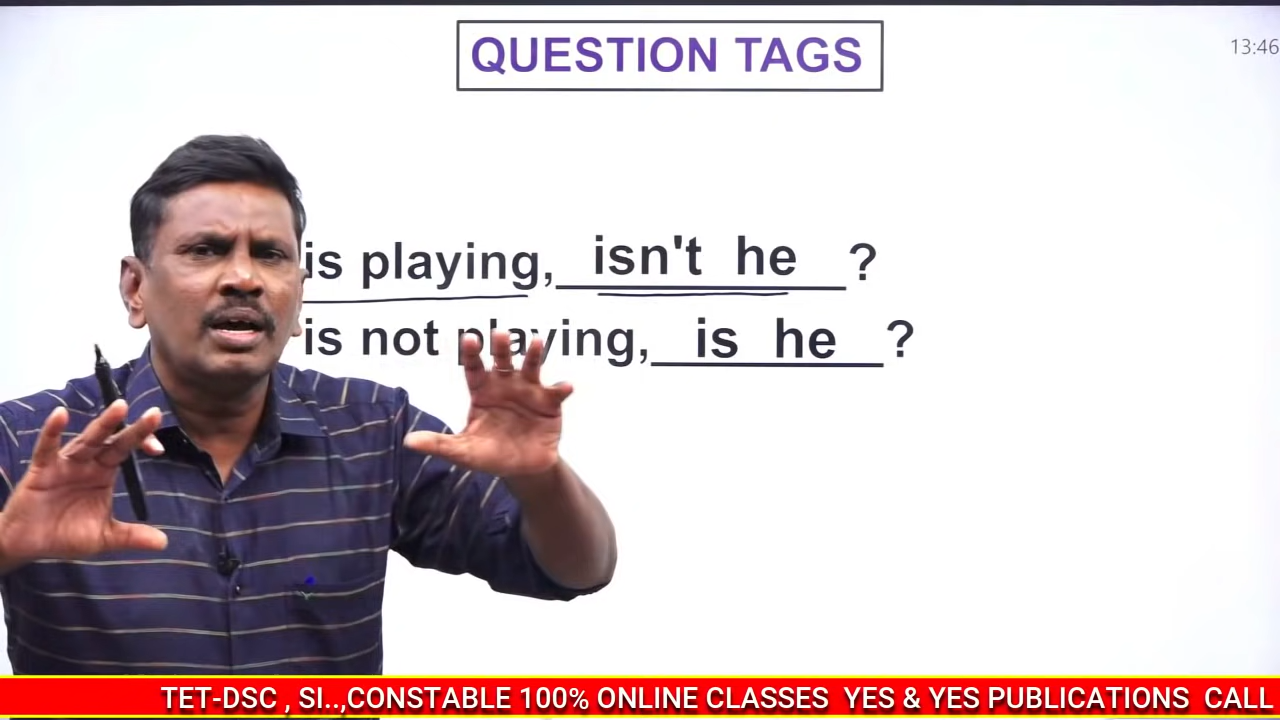 QUESTION TAGS
13:46
is playing, isn't he ?
is not playing, is he ?
TET-DSC , SI..,CONSTABLE 100% ONLINE CLASSES YES & YES PUBLICATIONS CALL